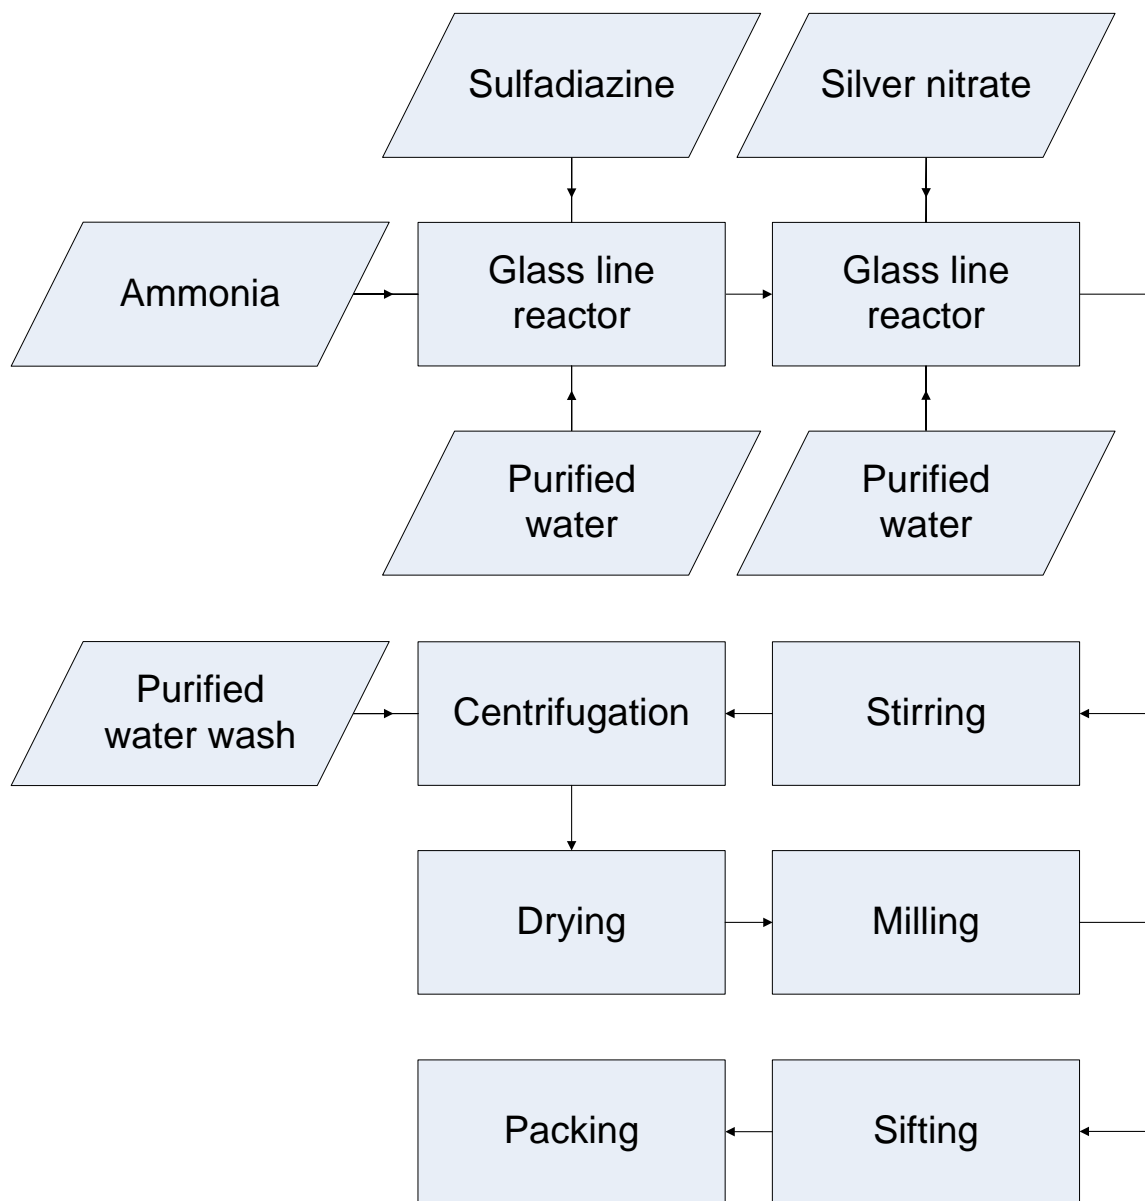 Sulfadiazine
Silver nitrate
Ammonia
Glass line
reactor
Glass line
reactor
Purified
water
Purified
water
Purified
water wash
Centrifugation
Stirring
Drying
Milling
Packing
Sifting